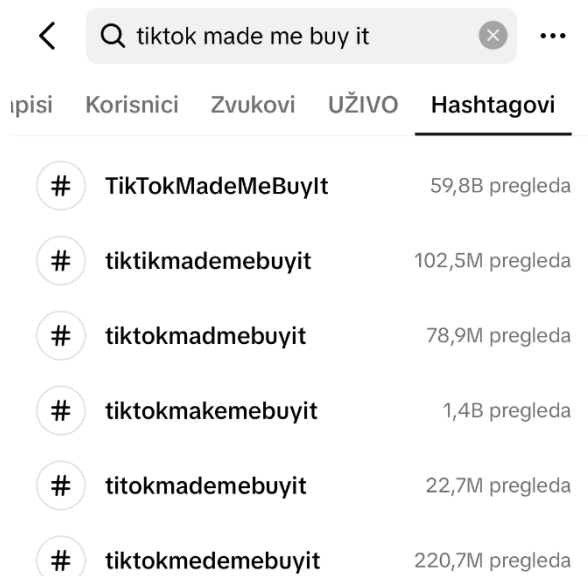 tiktok made me buy it
Korisnici Zvukovi UŽIVO Hashtagovi
# TikTokMadeMeBuyIt 59,8B pregleda
# tiktikmademebuyit 102,5M pregleda
# tiktokmadmebuyit 78,9M pregleda
# tiktokmakemebuyit 1,4B pregleda
# titokmademebuyit 22,7M pregleda
# tiktokmedemebuyit 220,7M pregleda